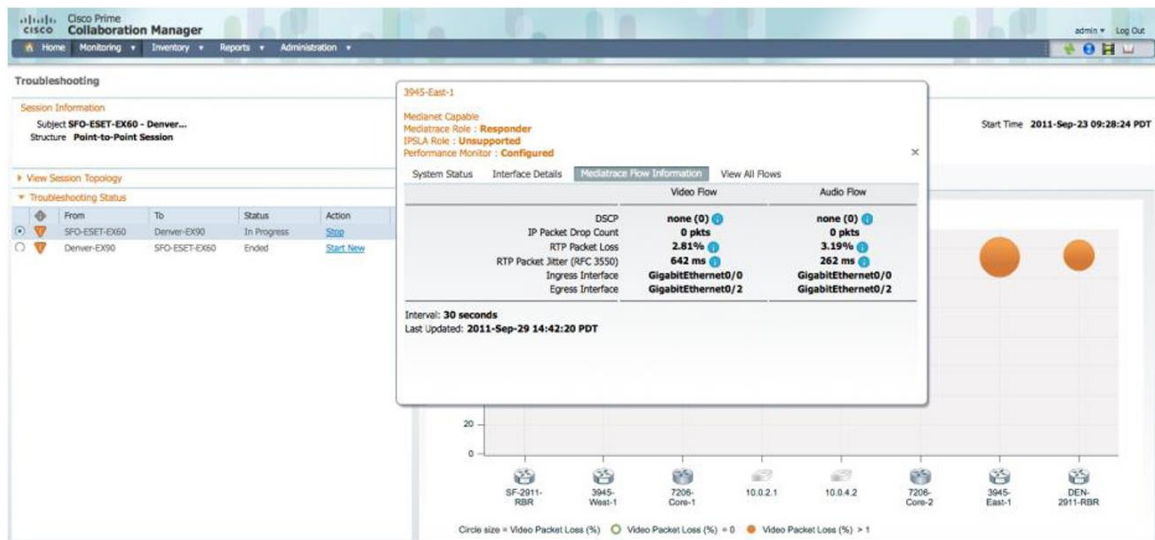 cisco
Cisco Prime
Collaboration Manager
admin Log Out
Home Monitoring Inventory Reports Administration
Troubleshooting
Session Information
Subject SFO-ESET-EX60 - Denver...
Structure Point-to-Point Session
Start Time 2011-Sep-23 09:28:24 PDT
View Session Topology
Troubleshooting Status
From To Status Action
SFO-ESET-EX60 Denver-EX90 In Progress Stop
Denver-EX90 SFO-ESET-EX60 Ended Start New
3945-East-1
Medianet Capable
Mediatrace Role : Responder
IPSLA Role : Unsupported
Performance Monitor : Configured
System Status Interface Details Mediatrace Flow Information View All Flows
Video Flow Audio Flow
DSCP none (0) none (0)
IP Packet Drop Count 0 pkts 0 pkts
RTP Packet Loss 2.81% 3.19%
RTP Packet Jitter (RFC 3550) 642 ms 262 ms
Ingress Interface GigabitEthernet0/0 GigabitEthernet0/0
Egress Interface GigabitEthernet0/2 GigabitEthernet0/2
Interval: 30 seconds
Last Updated: 2011-Sep-29 14:42:20 PDT
20
0
SF-2911-RBR
3945-West-1
7206-Core-1
10.0.2.1
10.0.4.2
7206-Core-2
3945-East-1
DEN-2911-RBR
Circle size = Video Packet Loss (%) Video Packet Loss (%) = 0 Video Packet Loss (%) > 1